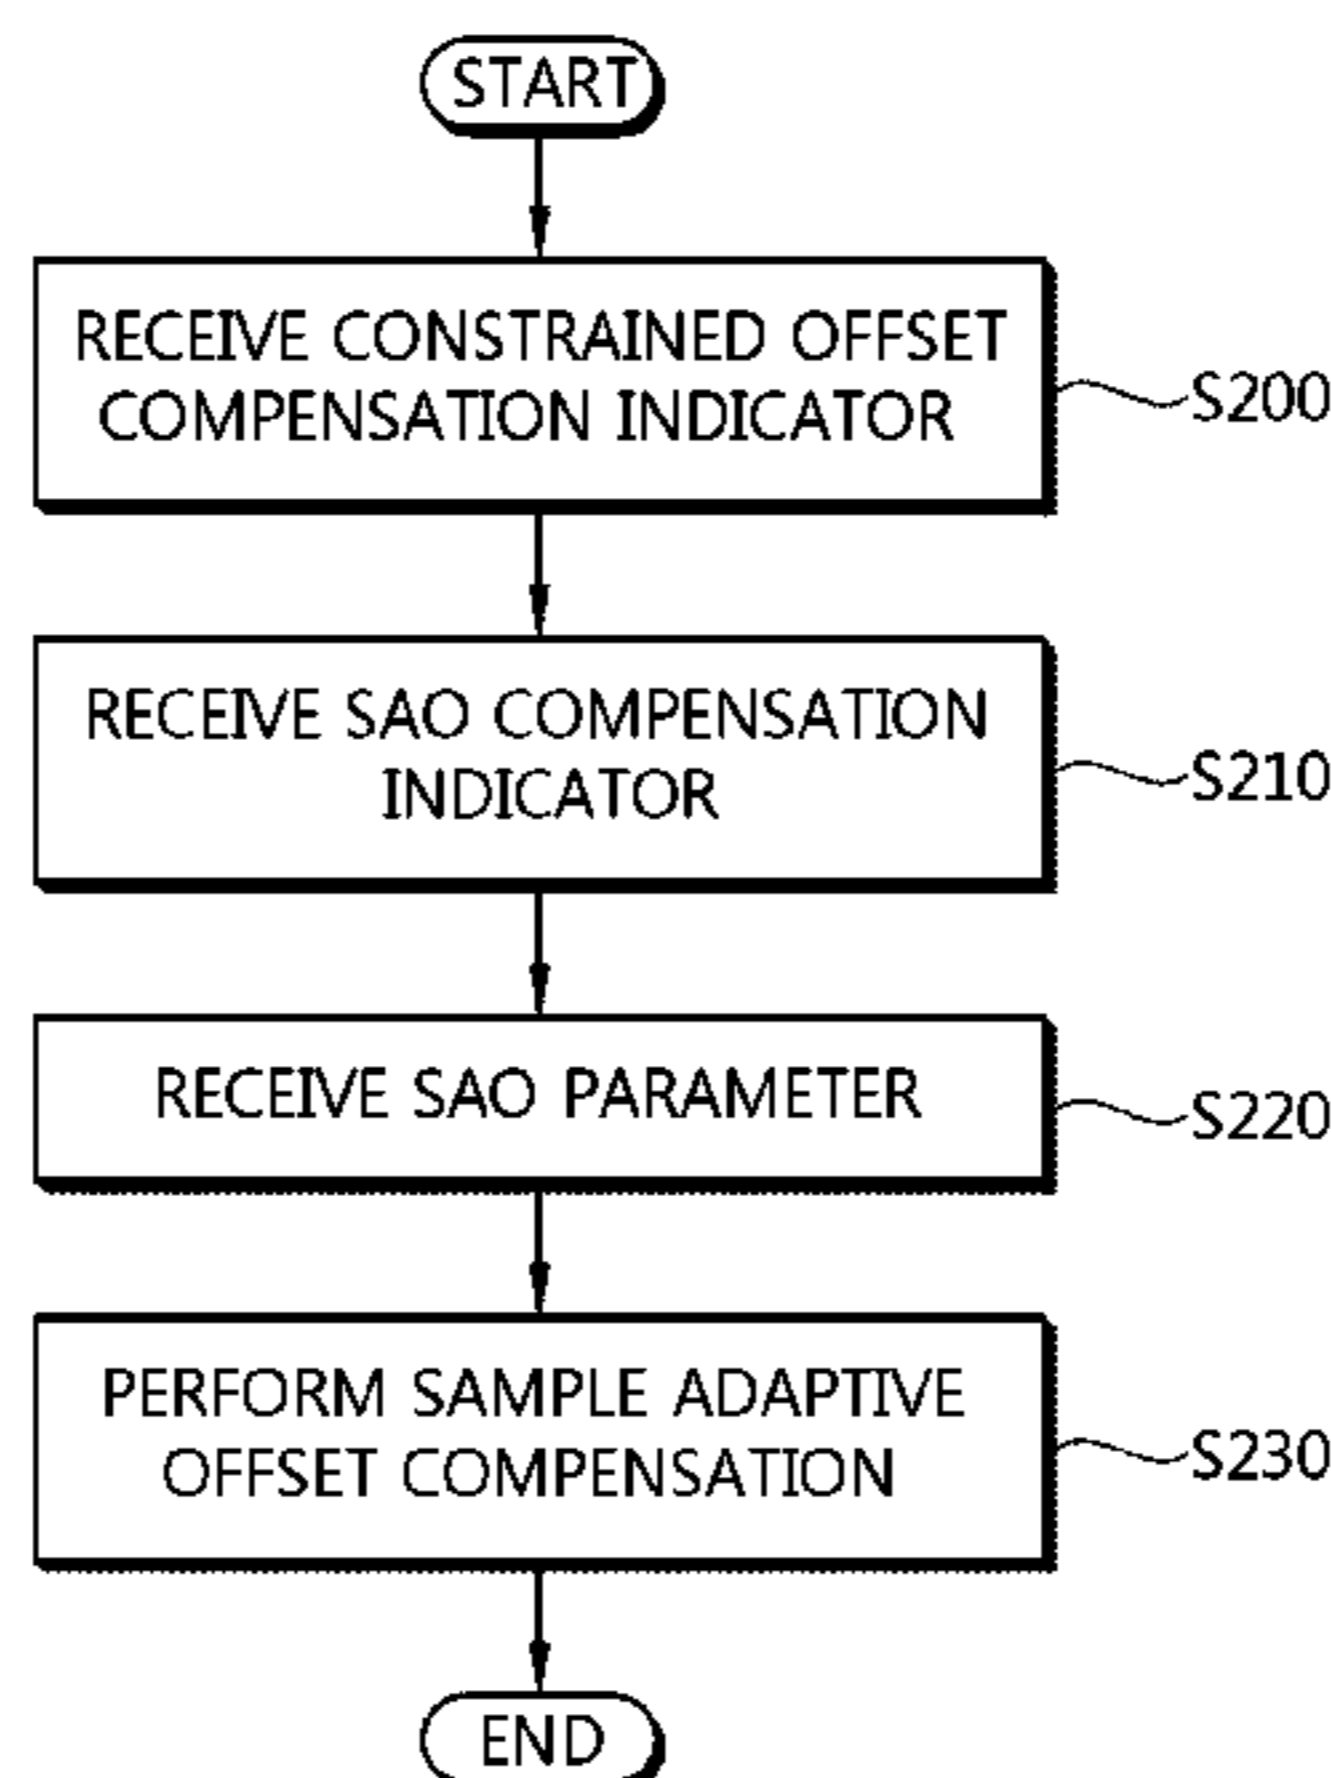 START
RECEIVE CONSTRAINED OFFSET
COMPENSATION INDICATOR
S200
RECEIVE SAO COMPENSATION
INDICATOR
S210
RECEIVE SAO PARAMETER
S220
PERFORM SAMPLE ADAPTIVE
OFFSET COMPENSATION
S230
END